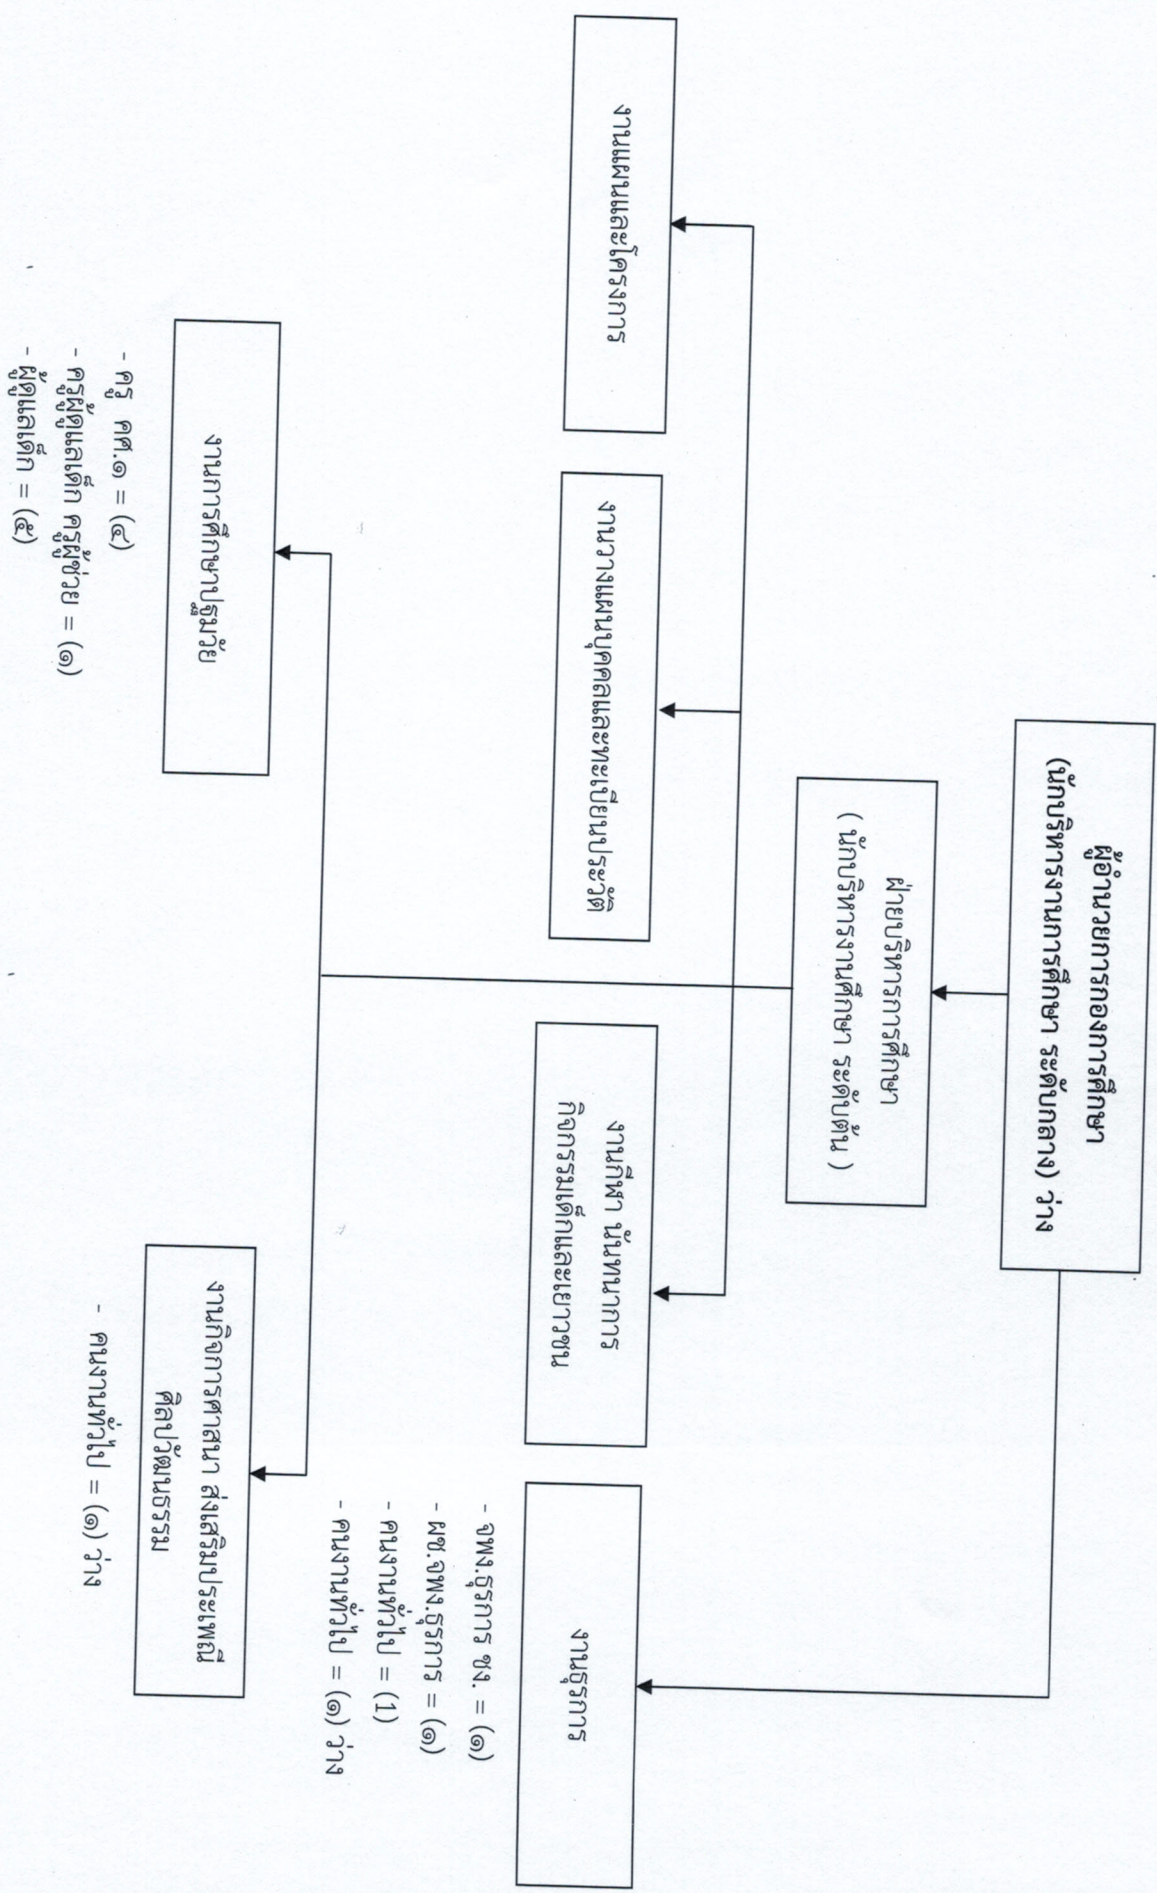 ผู้อำนวยการกองการศึกษา
(นักบริหารงานการศึกษา ระดับกลาง) ว่าง
ฝ่ายบริหารการศึกษา
( นักบริหารงานศึกษา ระดับต้น )
งานแผนและโครงการ
งานวางแผนบุคคลและทะเบียนประวัติ
งานกีฬา นันทนาการ
กิจกรรมเด็กและเยาวชน
งานธุรการ
- จพง.ธุรการ ชง. = (๑)
- ผช.จพง.ธุรการ = (๑)
- คนงานทั่วไป = (1)
- คนงานทั่วไป = (๑) ว่าง
งานการศึกษาปฐมวัย
- ครู คศ.๑ = (๔)
- ครูผู้ดูแลเด็ก ครูผู้ช่วย = (๑)
- ผู้ดูแลเด็ก = (๕)
งานกิจการศาสนา ส่งเสริมประเพณี
ศิลปวัฒนธรรม
- คนงานทั่วไป = (๑) ว่าง